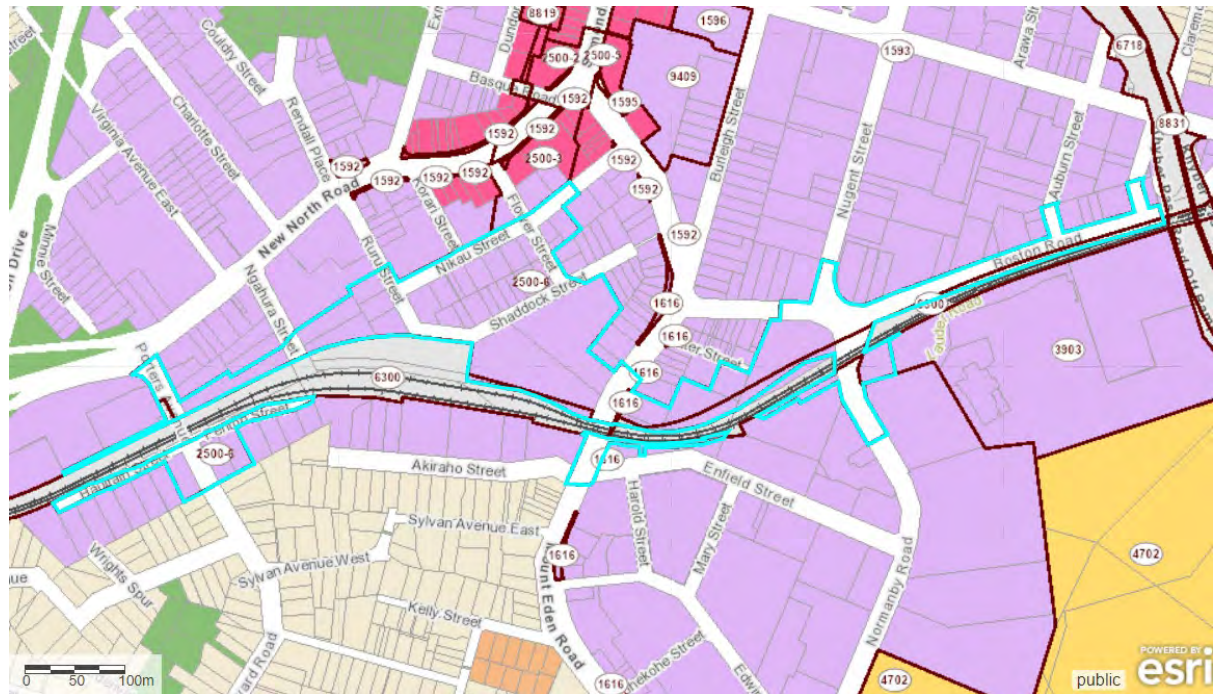 8819
1596
Couldry Street
Basque Road
2500-2
2500-5
1593
6718
9409
1592
1595
8831
Virginia Avenue East
Charlotte Street
Rendall Place
1592
1592
2500-3
1592
Burleigh Street
Nugent Street
Auburn Street
1592
1592
1592
1592
1592
New North Road
Korari Street
Flower Street
Minnie Street
Ruru Street
Nikau Street
1592
2500-6
Ngahura Street
Shaddock Street
Boston Road
1616
1616
Lauder Road
3903
6300
1616
1616
Fenton Street
2500-6
1616
Akiraho Street
Enfield Street
Harold Street
Mary Street
Sylvan Avenue East
1616
Wrights Spur
Sylvan Avenue West
Mount Eden Road
Normanby Road
4702
Kelly Street
0 50 100m
1616
4702
public
POWERED BY
esri